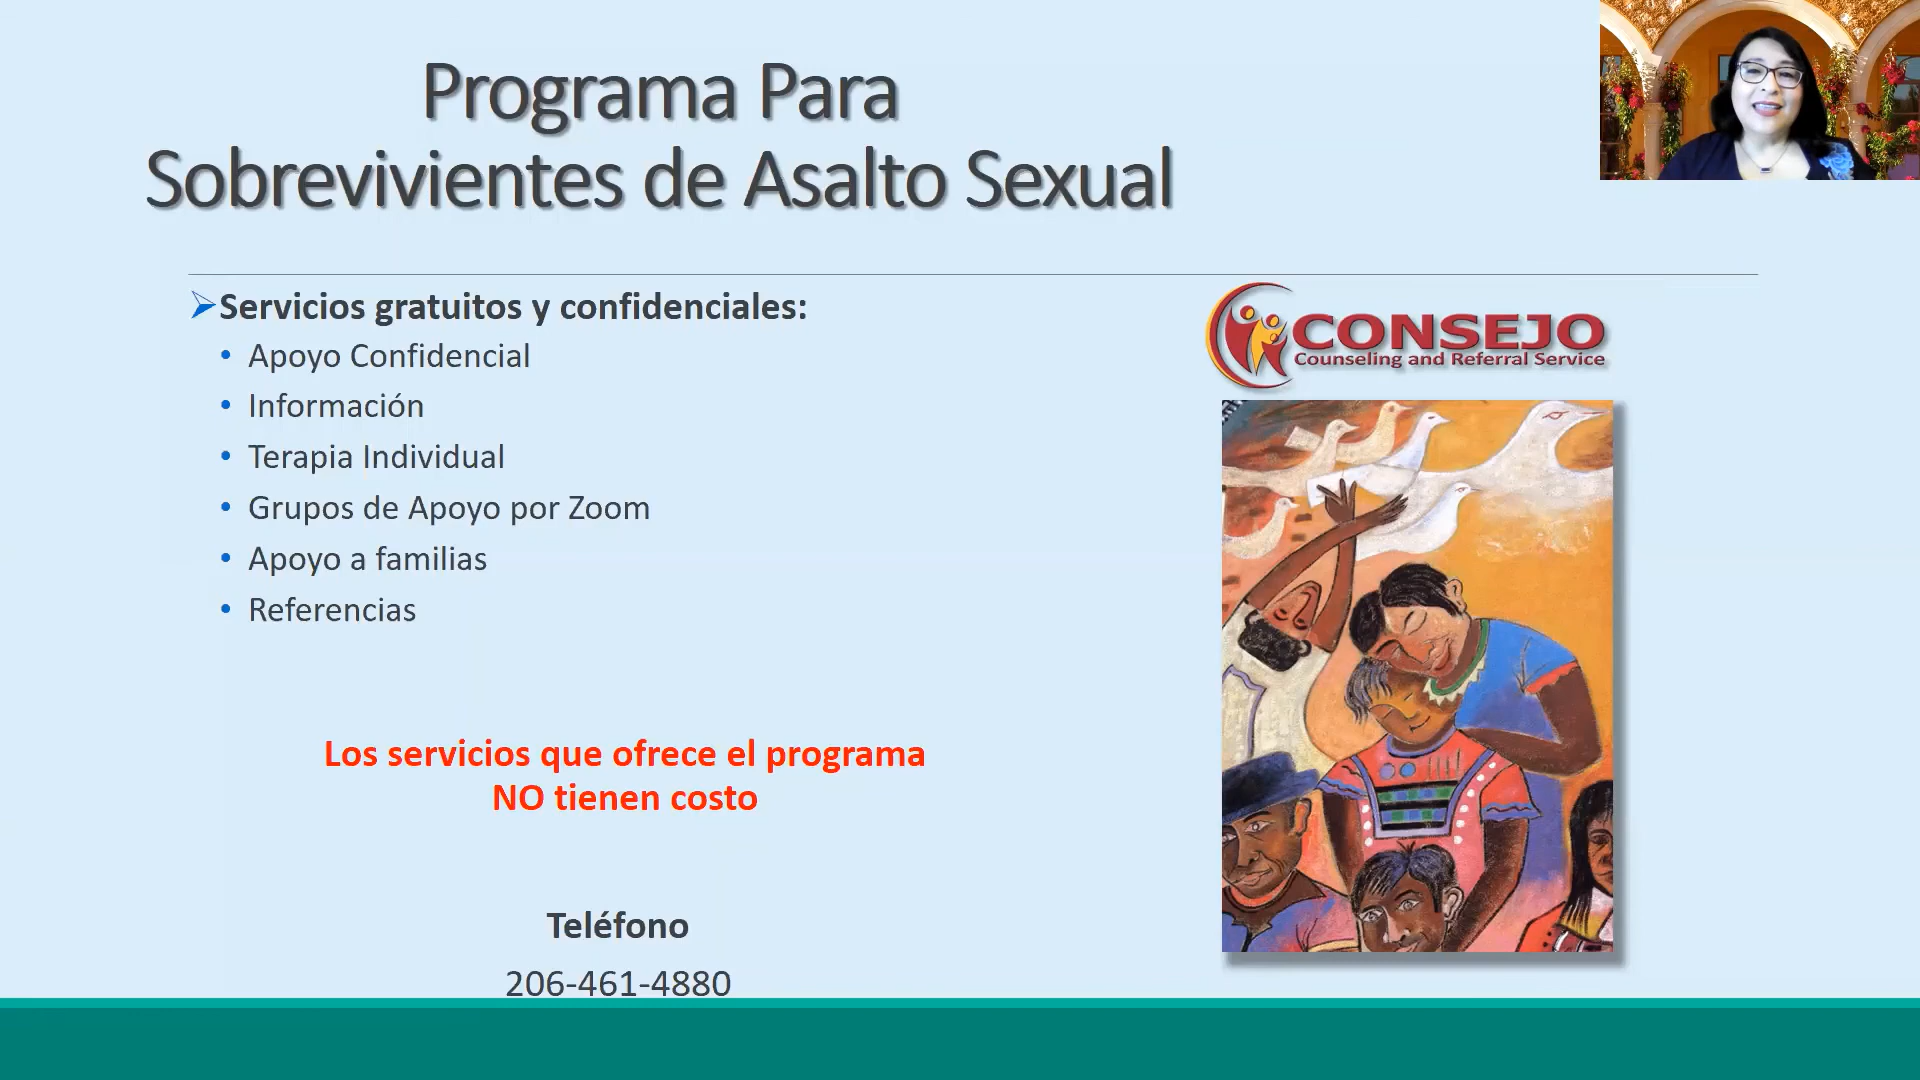 Programa Para
Sobrevivientes de Asalto Sexual
Servicios gratuitos y confidenciales:
Apoyo Confidencial
Información
Terapia Individual
Grupos de Apoyo por Zoom
Apoyo a familias
Referencias
Los servicios que ofrece el programa
NO tienen costo
Teléfono
206-461-4880
CONSEJO
Counseling and Referral Service